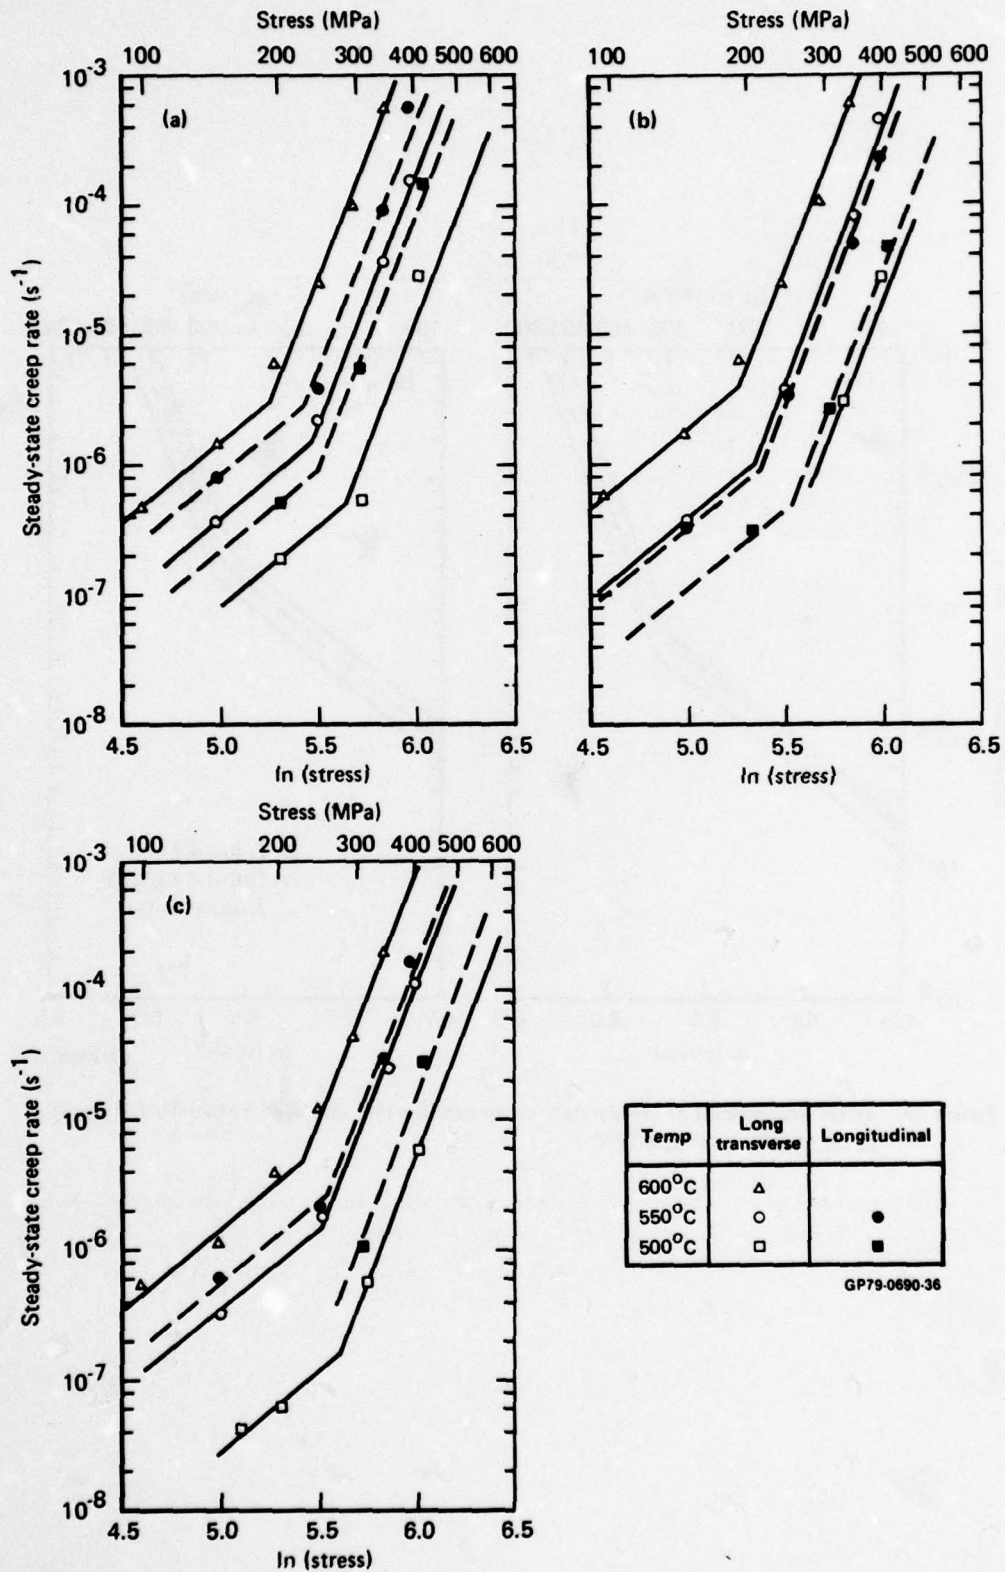 Stress (MPa)
100 200 300 400 500 600
10-3
10-4
10-5
10-6
10-7
10-8
Steady-state creep rate (s-1)
(a)
4.5 5.0 5.5 6.0 6.5
ln (stress)
Stress (MPa)
100 200 300 400 500 600
(b)
4.5 5.0 5.5 6.0 6.5
ln (stress)
Stress (MPa)
100 200 300 400 500 600
10-3
10-4
10-5
10-6
10-7
10-8
Steady-state creep rate (s-1)
(c)
4.5 5.0 5.5 6.0 6.5
ln (stress)
Temp Long transverse Longitudinal
600°C
550°C
500°C
GP79-0690-36